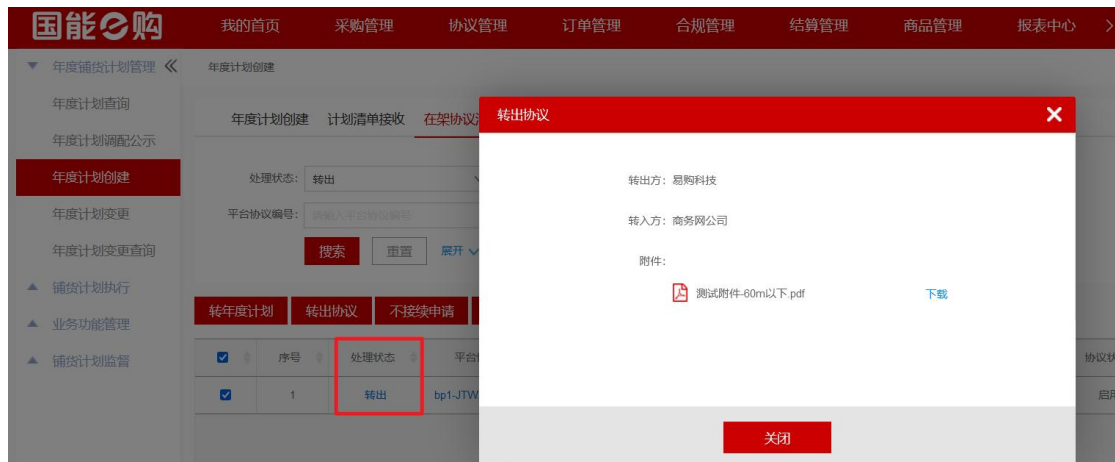 国能e购 我的首页 采购管理 协议管理 订单管理 合规管理 结算管理 商品管理 报表中心
年度铺货计划管理 年度计划创建
年度计划查询
年度计划调配公示
年度计划创建
年度计划变更
年度计划变更查询
铺货计划执行
业务功能管理
铺货计划监督
年度计划创建 计划清单接收 在架协议
处理状态: 转出
平台协议编号: 请输入平台协议编号
搜索 重置 展开
转年度计划 转出协议 不接续申请
序号 处理状态 平台 协议状
1 转出 bp1-JTW 启用
转出协议
转出方: 易购科技
转入方: 商务网公司
附件:
测试附件-60m以下.pdf 下载
关闭